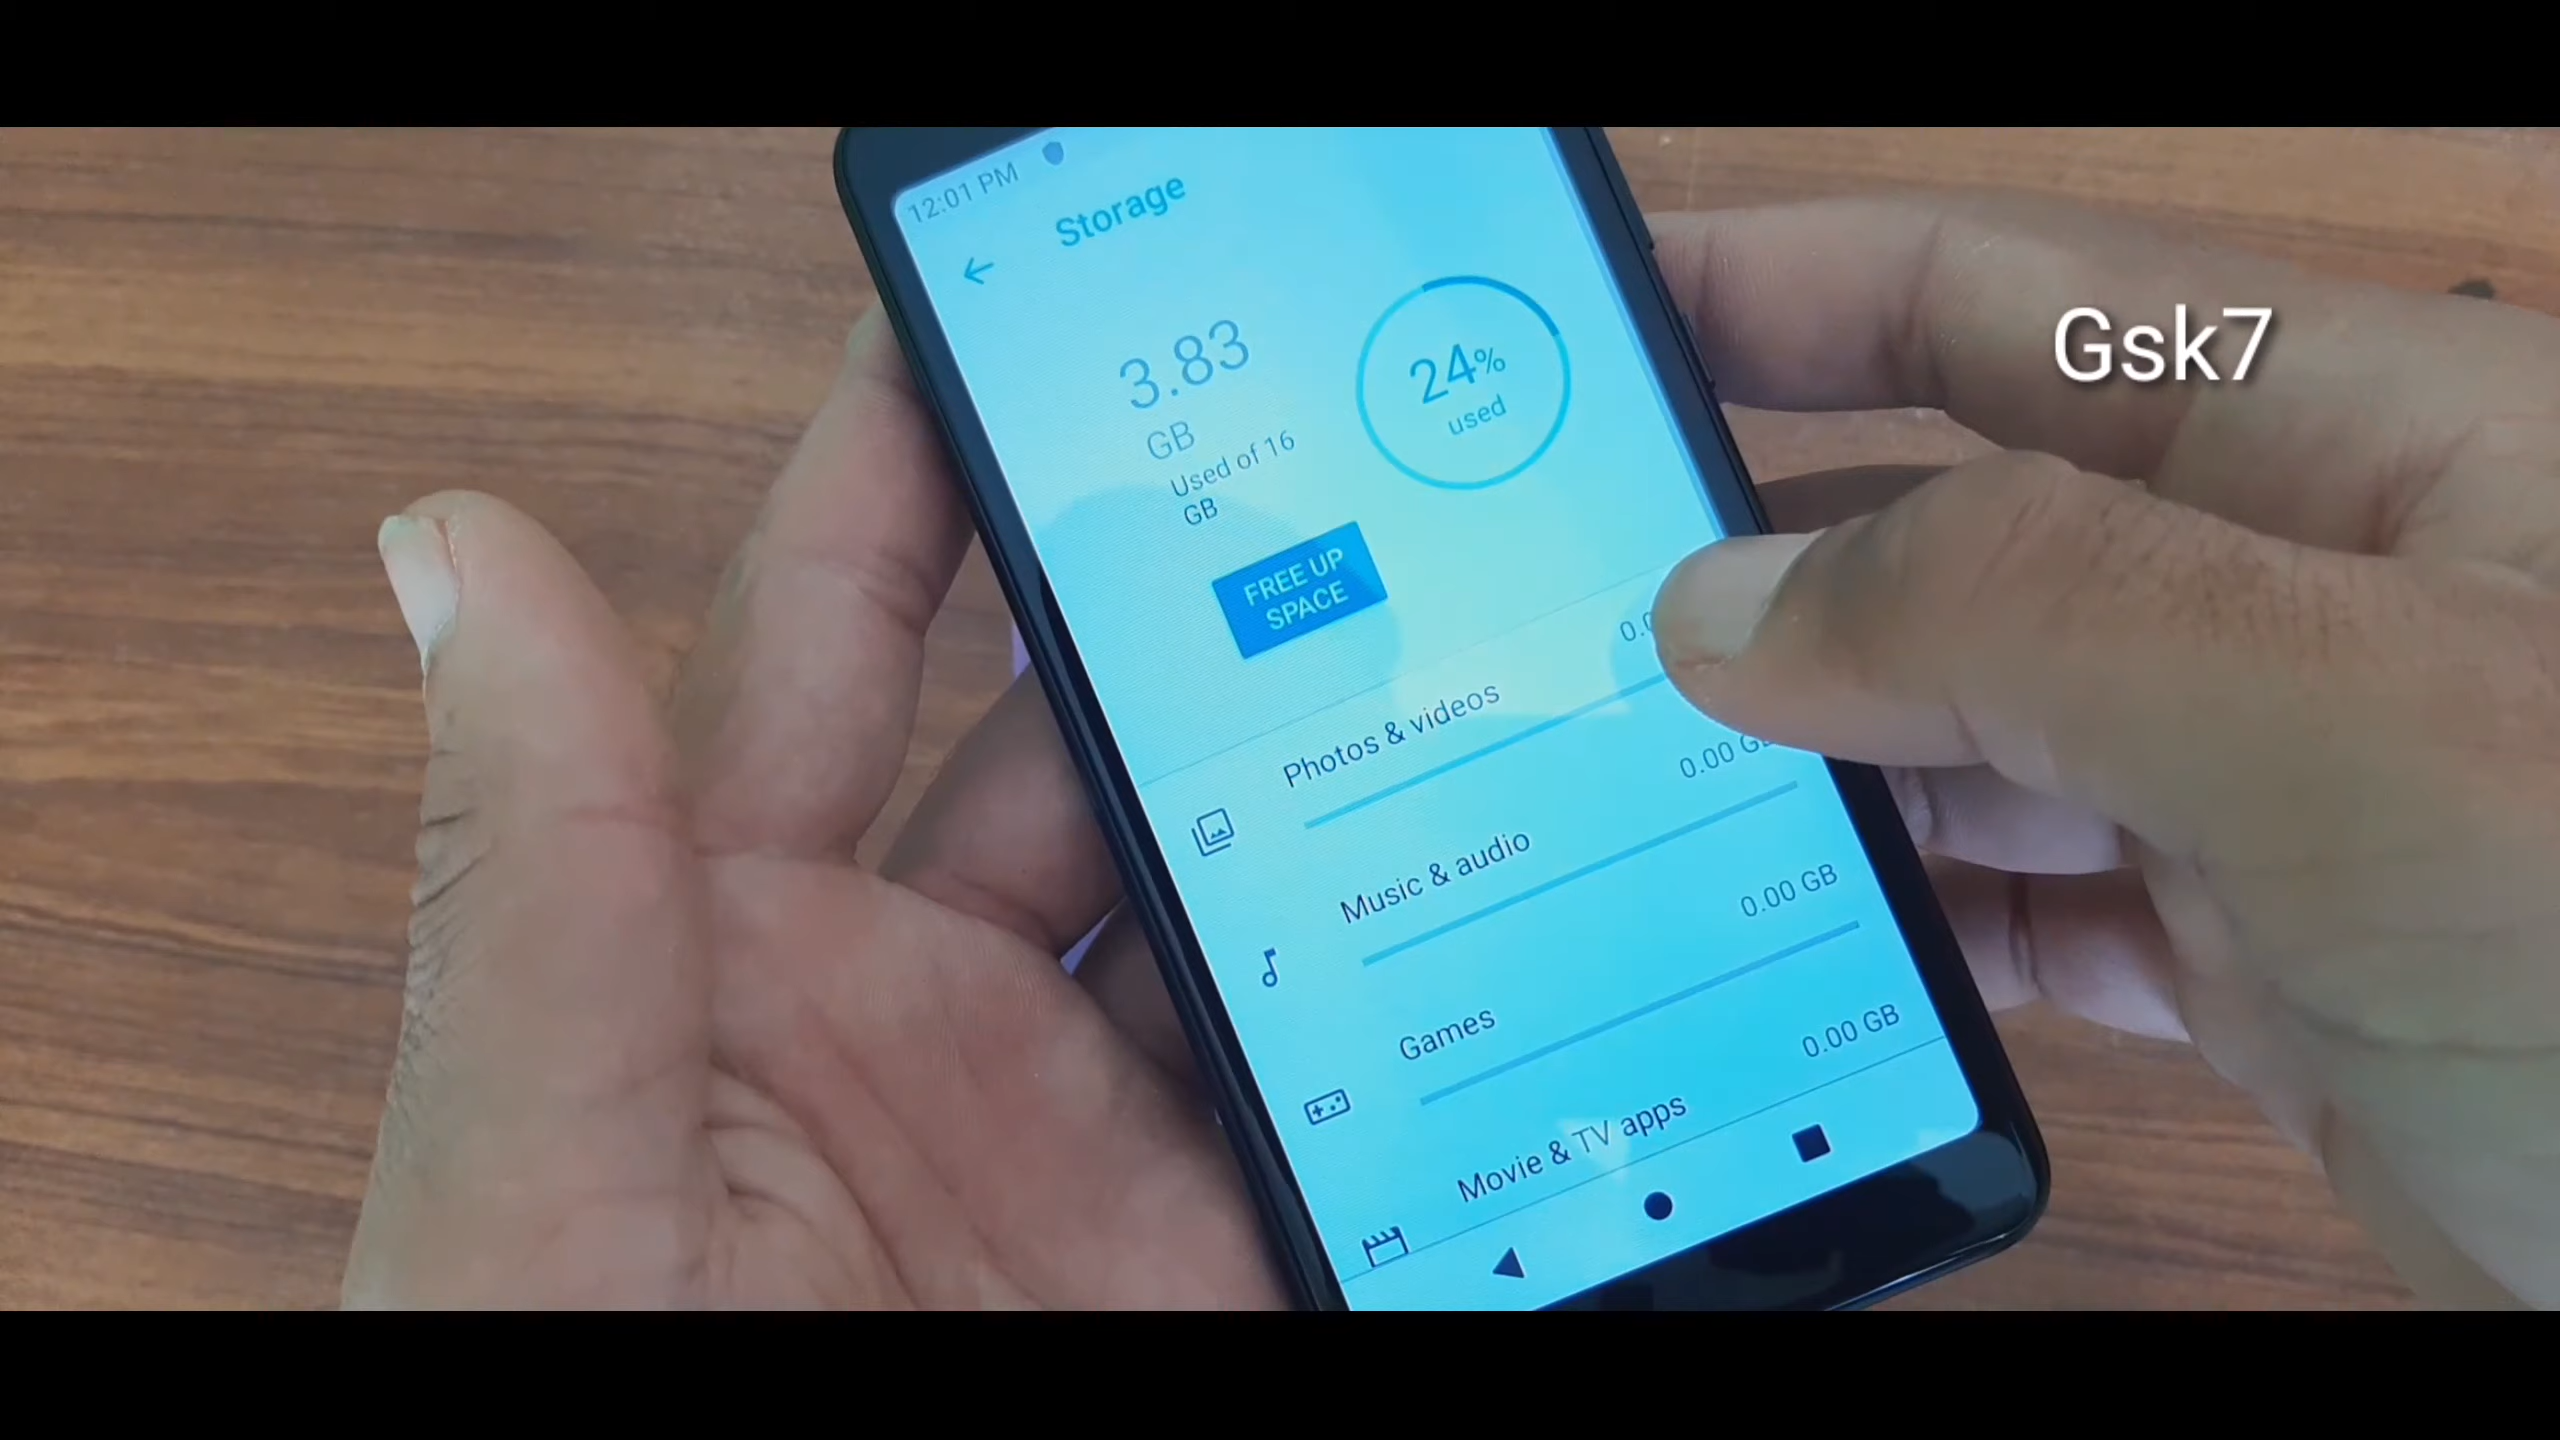 12:01 PM
Storage
3.83
GB
Used of 16
GB
24%
used
FREE UP
SPACE
Photos & videos
Music & audio
0.00
Games
0.00 GB
Movie & TV apps
0.00 GB
Gsk7